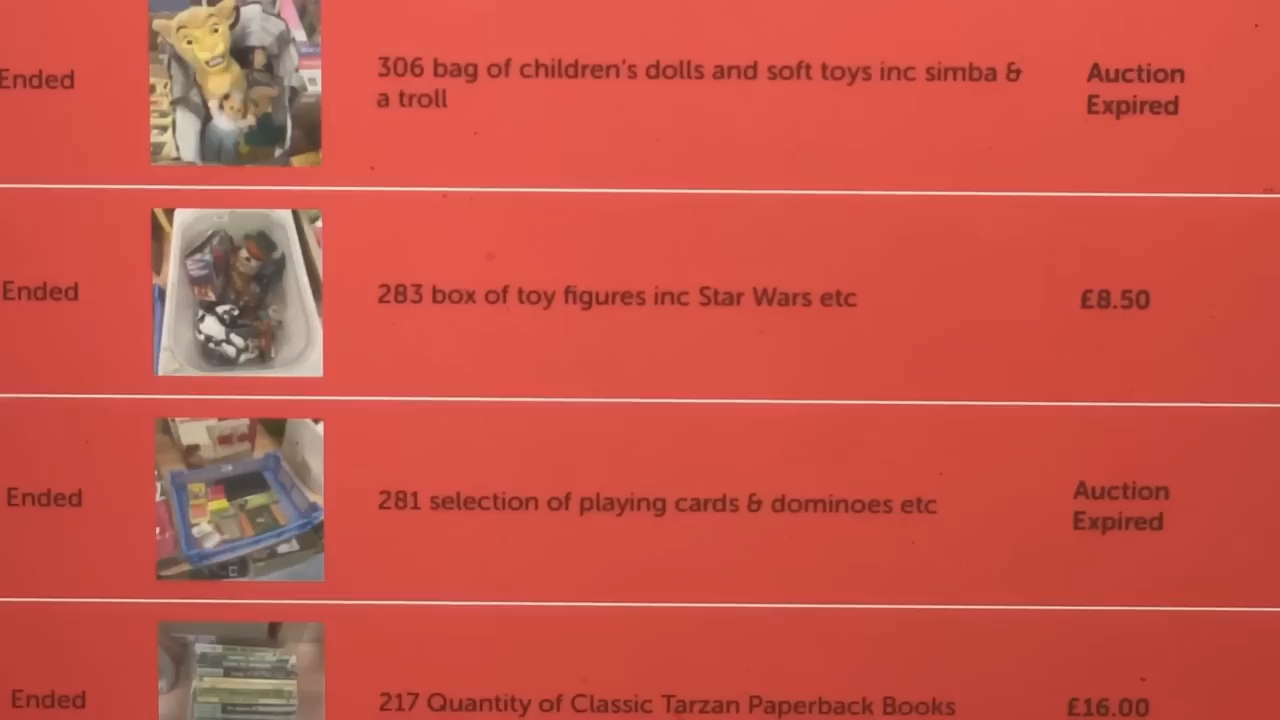 Ended
306 bag of children's dolls and soft toys inc simba &
a troll
Auction
Expired
Ended
283 box of toy figures inc Star Wars etc
£8.50
Ended
281 selection of playing cards & dominoes etc
Auction
Expired
Ended
217 Quantity of Classic Tarzan Paperback Books
£16.00